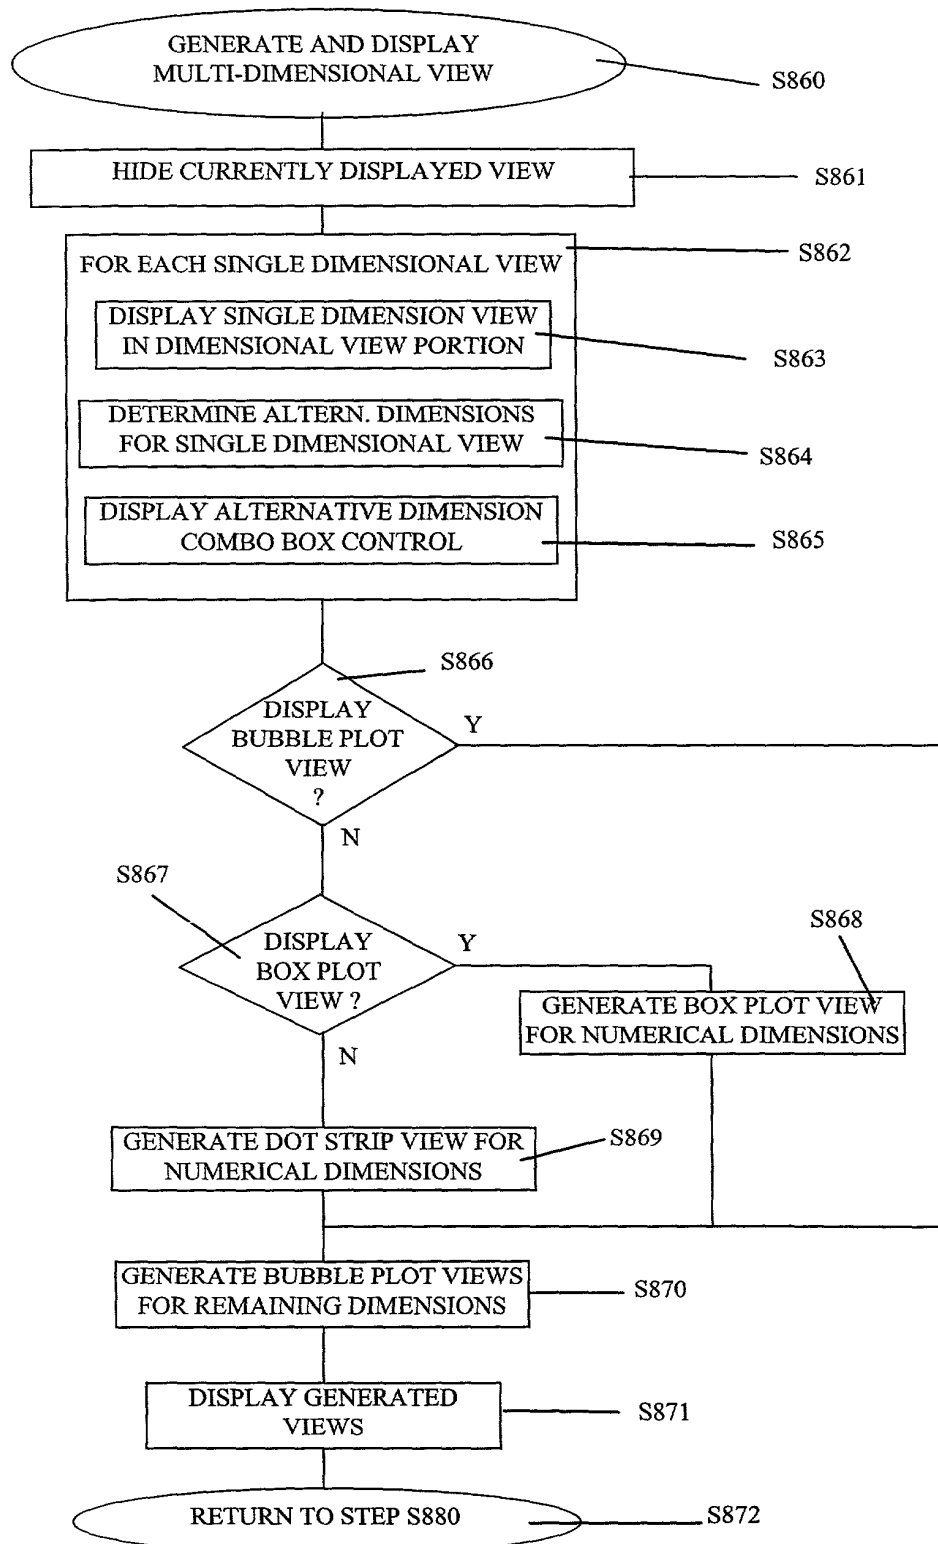 GENERATE AND DISPLAY
MULTI-DIMENSIONAL VIEW
S860
HIDE CURRENTLY DISPLAYED VIEW
S861
S862
FOR EACH SINGLE DIMENSIONAL VIEW
DISPLAY SINGLE DIMENSION VIEW
IN DIMENSIONAL VIEW PORTION
S863
DETERMINE ALTERN. DIMENSIONS
FOR SINGLE DIMENSIONAL VIEW
S864
DISPLAY ALTERNATIVE DIMENSION
COMBO BOX CONTROL
S865
S866
DISPLAY
BUBBLE PLOT
VIEW
?
Y
N
S867
DISPLAY
BOX PLOT
VIEW ?
Y
N
S868
GENERATE BOX PLOT VIEW
FOR NUMERICAL DIMENSIONS
GENERATE DOT STRIP VIEW FOR
NUMERICAL DIMENSIONS
S869
GENERATE BUBBLE PLOT VIEWS
FOR REMAINING DIMENSIONS
S870
DISPLAY GENERATED
VIEWS
S871
RETURN TO STEP S880
S872